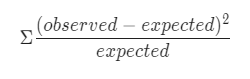 Σ (observed − expected)² / expected